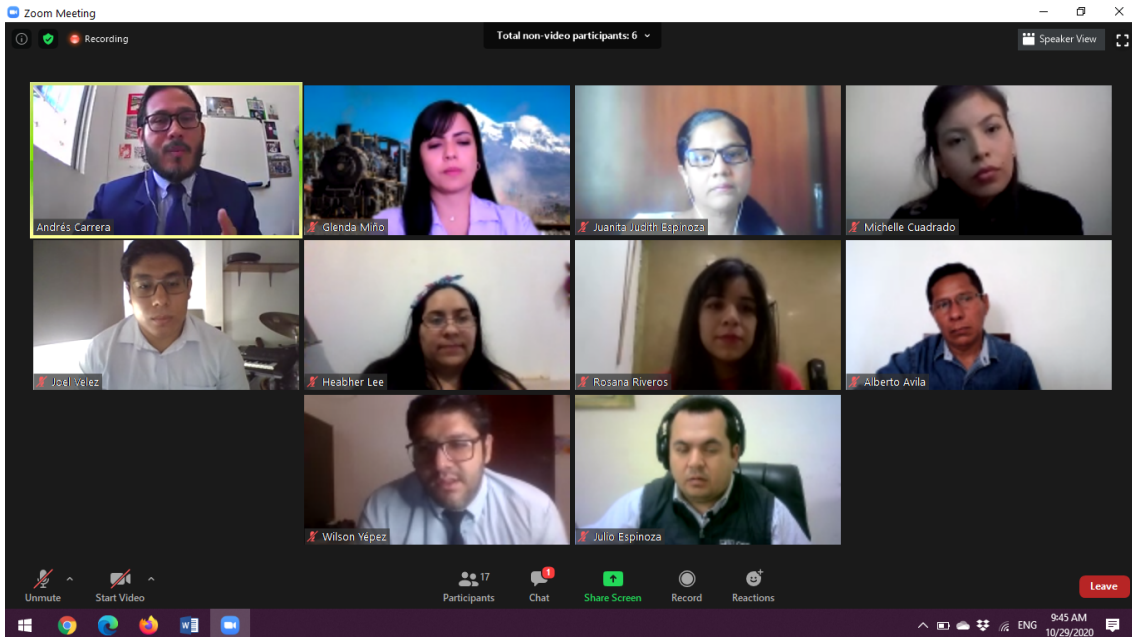 Zoom Meeting
Recording
Total non-video participants: 6
Speaker View
Andrés Carrera
Glenda Miño
Juanita Judith Espinoza
Michelle Cuadrado
Joel Velez
Heabher Lee
Rosana Riveros
Alberto Avila
Wilson Yépez
Julio Espinoza
17
1
Unmute
Start Video
Participants
Chat
Share Screen
Record
Reactions
Leave
ENG
9:45 AM
10/29/2020